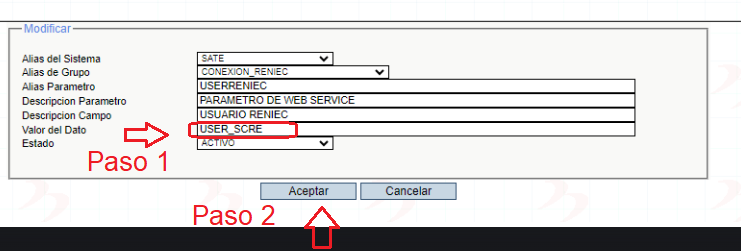 Modificar
Alias del Sistema SATE
Alias de Grupo CONEXION_RENIEC
Alias Parametro USERRENIEC
Descripcion Parametro PARAMETRO DE WEB SERVICE
Descripcion Campo USUARIO RENIEC
Valor del Dato USER_SCRE
Estado ACTIVO
Paso 1
Aceptar Cancelar
Paso 2